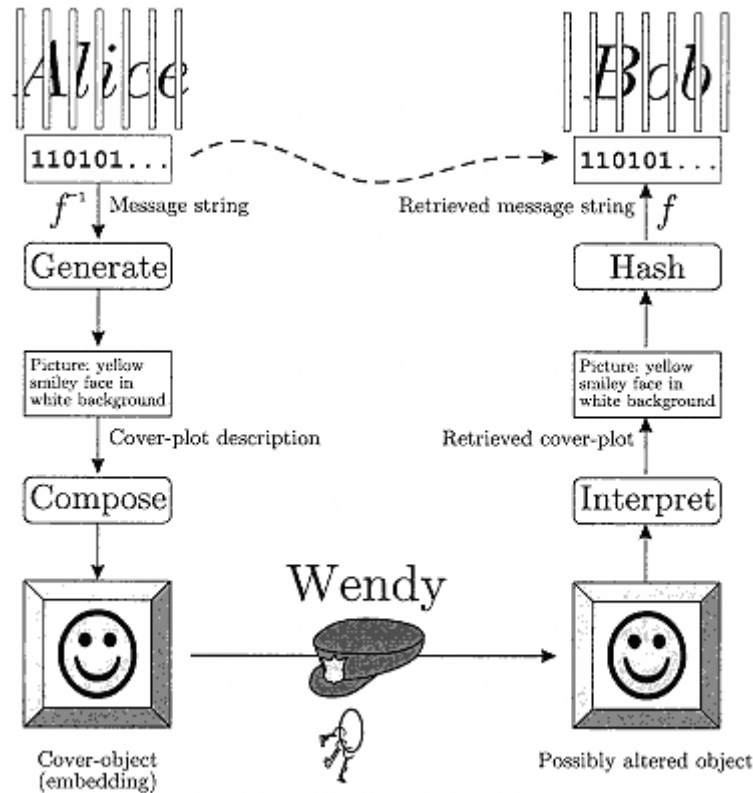 Alice
Bob
110101...
110101...
f⁻¹
Message string
Retrieved message string
f
Generate
Hash
Picture: yellow
smiley face in
white background
Picture: yellow
smiley face in
white background
Cover-plot description
Retrieved cover-plot
Compose
Interpret
Wendy
Cover-object
(embedding)
Possibly altered object